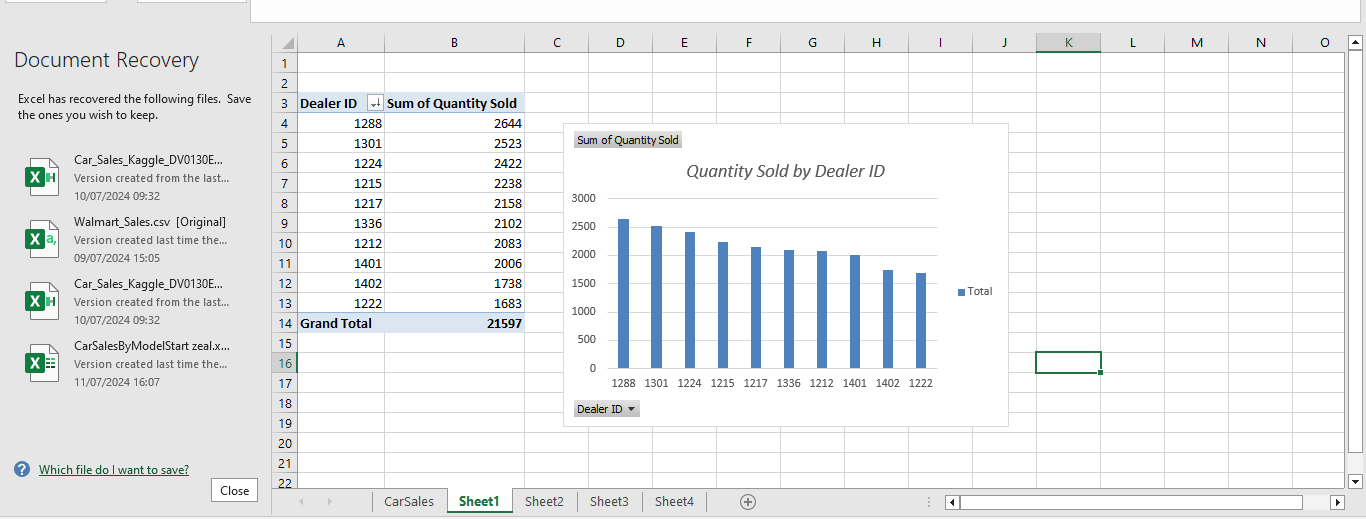 Document Recovery
Excel has recovered the following files. Save
the ones you wish to keep.
Car_Sales_Kaggle_DV0130E...
Version created from the last...
10/07/2024 09:32
Walmart_Sales.csv [Original]
Version created last time the...
09/07/2024 15:05
Car_Sales_Kaggle_DV0130E...
Version created from the last...
10/07/2024 09:32
CarSalesByModelStart zeal.x...
Version created last time the...
11/07/2024 16:07
Which file do I want to save?
Close
A B C D E F G H I J K L M N O
1
2
3 Dealer ID Sum of Quantity Sold
4 1288 2644
5 1301 2523
6 1224 2422
7 1215 2238
8 1217 2158
9 1336 2102
10 1212 2083
11 1401 2006
12 1402 1738
13 1222 1683
14 Grand Total 21597
15
16
17
18
19
20
21
22
Sum of Quantity Sold
Quantity Sold by Dealer ID
3000
2500
2000
1500
1000
500
0
1288 1301 1224 1215 1217 1336 1212 1401 1402 1222
Total
Dealer ID
CarSales Sheet1 Sheet2 Sheet3 Sheet4